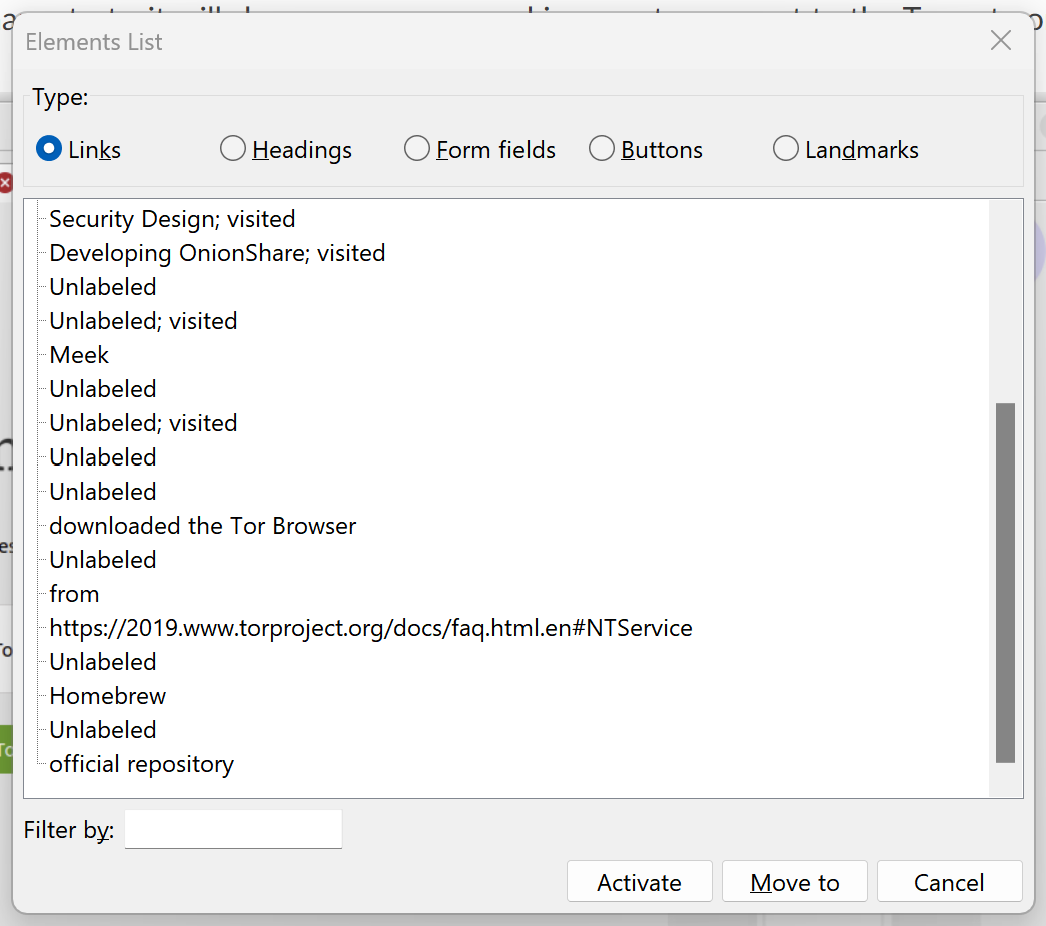 Elements List
Type:
Links Headings Form fields Buttons Landmarks
Security Design; visited
Developing OnionShare; visited
Unlabeled
Unlabeled; visited
Meek
Unlabeled
Unlabeled; visited
Unlabeled
Unlabeled
downloaded the Tor Browser
Unlabeled
from
https://2019.www.torproject.org/docs/faq.html.en#NTService
Unlabeled
Homebrew
Unlabeled
official repository
Filter by:
Activate Move to Cancel